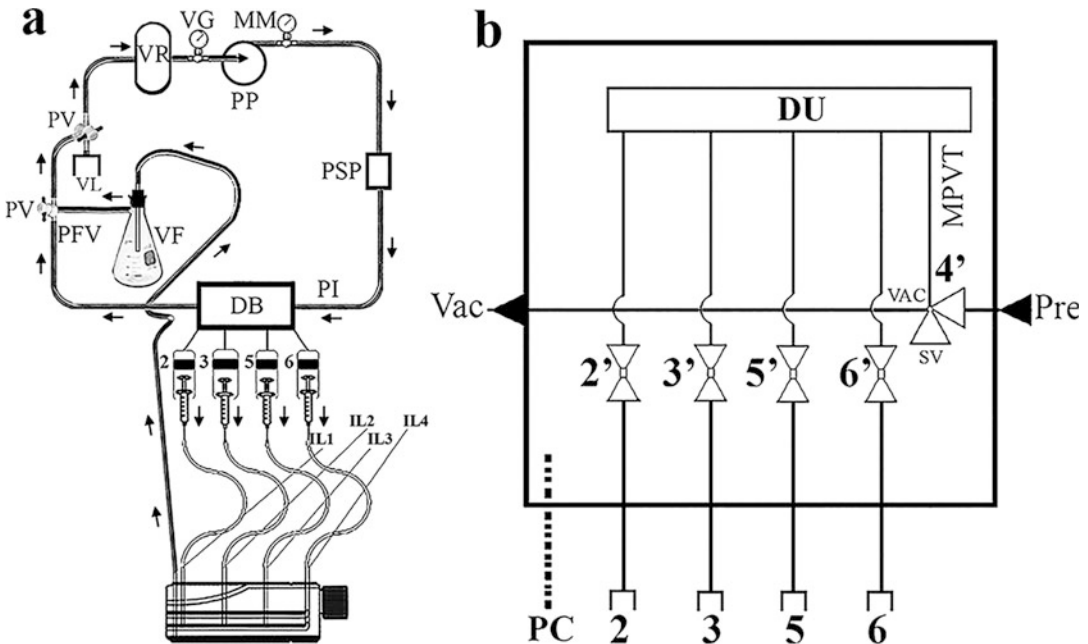 a
VG
MM
VR
PP
PV
VL
PSP
PV
PFV
VF
DB
PI
2
3
5
6
IL1
IL2
IL3
IL4
b
DU
MPVT
4'
Vac
VAC
Pre
SV
2'
3'
5'
6'
PC
2
3
5
6